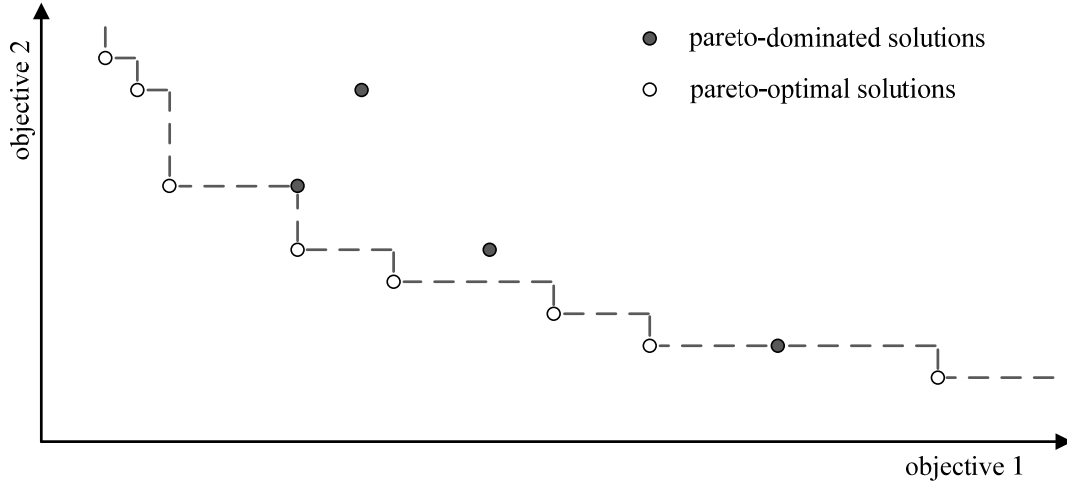 objective 2
pareto-dominated solutions
pareto-optimal solutions
objective 1